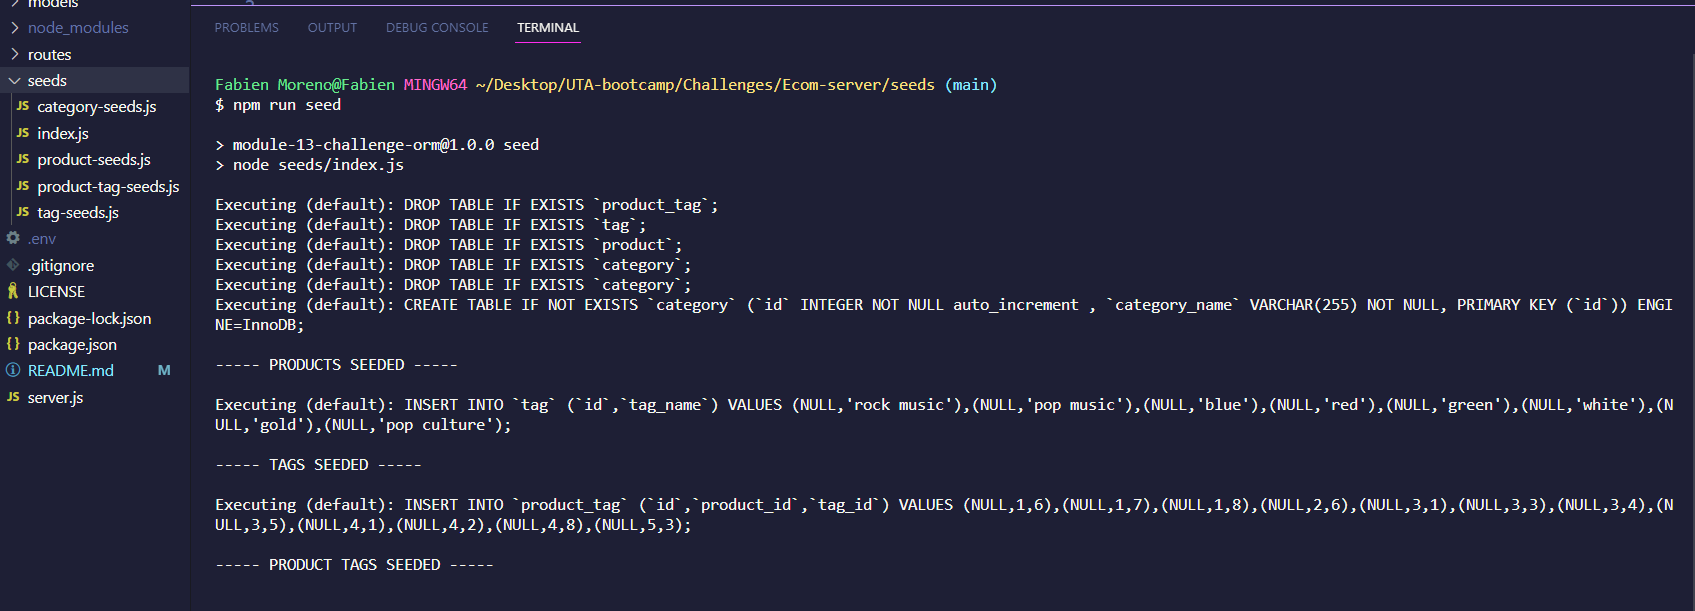 models
node_modules
routes
seeds
JS category-seeds.js
JS index.js
JS product-seeds.js
JS product-tag-seeds.js
JS tag-seeds.js
.env
.gitignore
LICENSE
{} package-lock.json
{} package.json
README.md M
JS server.js
PROBLEMS OUTPUT DEBUG CONSOLE TERMINAL
Fabien Moreno@Fabien MINGW64 ~/Desktop/UTA-bootcamp/Challenges/Ecom-server/seeds (main)
$ npm run seed
> module-13-challenge-orm@1.0.0 seed
> node seeds/index.js
Executing (default): DROP TABLE IF EXISTS `product_tag`;
Executing (default): DROP TABLE IF EXISTS `tag`;
Executing (default): DROP TABLE IF EXISTS `product`;
Executing (default): DROP TABLE IF EXISTS `category`;
Executing (default): DROP TABLE IF EXISTS `category`;
Executing (default): CREATE TABLE IF NOT EXISTS `category` (`id` INTEGER NOT NULL auto_increment , `category_name` VARCHAR(255) NOT NULL, PRIMARY KEY (`id`)) ENGI
NE=InnoDB;
----- PRODUCTS SEEDED -----
Executing (default): INSERT INTO `tag` (`id`,`tag_name`) VALUES (NULL,'rock music'),(NULL,'pop music'),(NULL,'blue'),(NULL,'red'),(NULL,'green'),(NULL,'white'),(N
ULL,'gold'),(NULL,'pop culture');
----- TAGS SEEDED -----
Executing (default): INSERT INTO `product_tag` (`id`,`product_id`,`tag_id`) VALUES (NULL,1,6),(NULL,1,7),(NULL,1,8),(NULL,2,6),(NULL,3,1),(NULL,3,3),(NULL,3,4),(N
ULL,3,5),(NULL,4,1),(NULL,4,2),(NULL,4,8),(NULL,5,3);
----- PRODUCT TAGS SEEDED -----